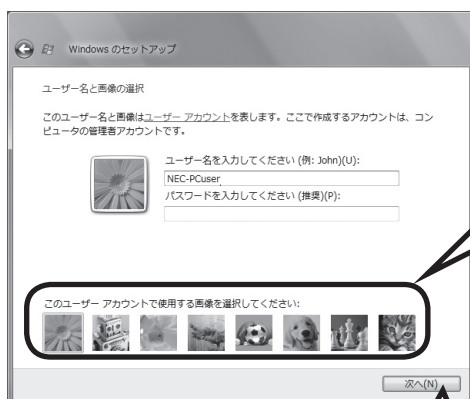 Windows のセットアップ
ユーザー名と画像の選択
このユーザー名と画像はユーザー アカウントを表します。ここで作成するアカウントは、コン
ピュータの管理者アカウントです。
ユーザー名を入力してください (例: John)(U):
NEC-PCuser
パスワードを入力してください (推奨)(P):
このユーザー アカウントで使用する画像を選択してください:
次へ(N)